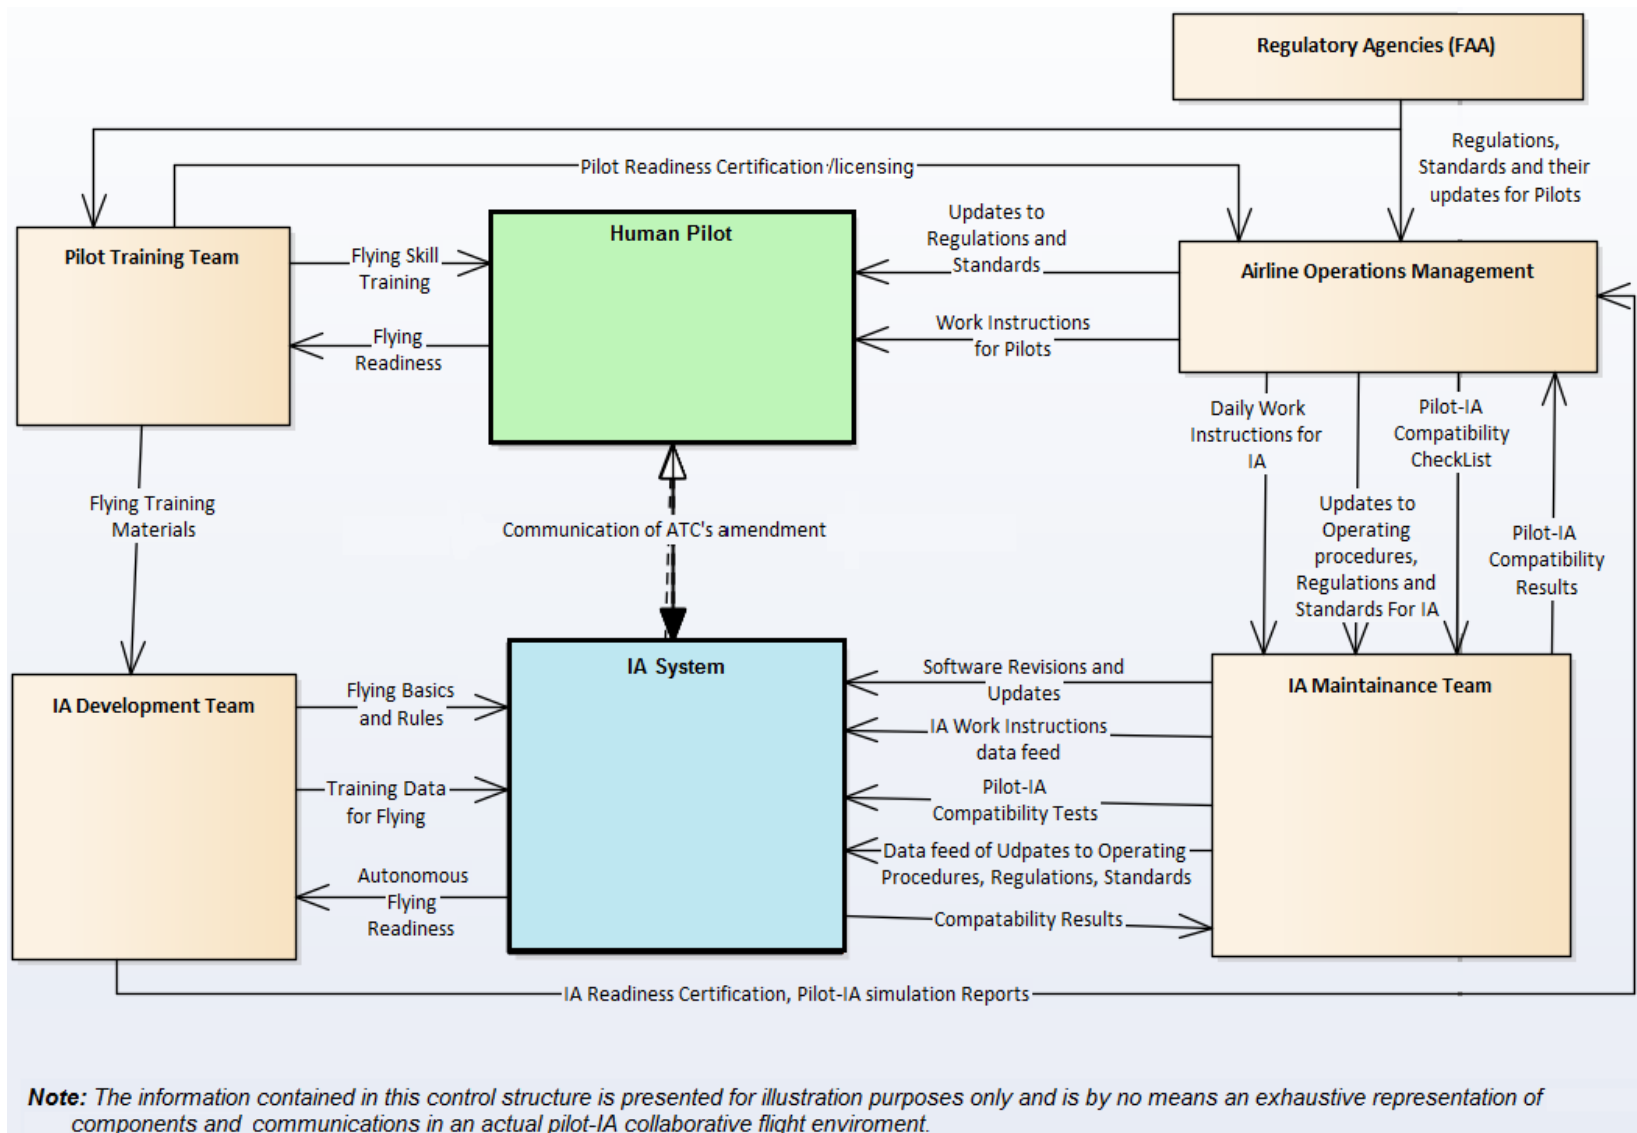 Regulatory Agencies (FAA)
Regulations,
Standards and their
updates for Pilots
Pilot Readiness Certification /licensing
Pilot Training Team
Flying Skill
Training
Flying
Readiness
Human Pilot
Updates to
Regulations and
Standards
Work Instructions
for Pilots
Airline Operations Management
Daily Work
Instructions for
IA
Updates to
Operating
procedures,
Regulations and
Standards For IA
Pilot-IA
Compatibility
CheckList
Pilot-IA
Compatibility
Results
Flying Training
Materials
Communication of ATC's amendment
IA Development Team
Flying Basics
and Rules
Training Data
for Flying
Autonomous
Flying
Readiness
IA System
Software Revisions and
Updates
IA Work Instructions
data feed
Pilot-IA
Compatibility Tests
Data feed of Udpates to Operating
Procedures, Regulations, Standards
Compatability Results
IA Maintainance Team
IA Readiness Certification, Pilot-IA simulation Reports
Note: The information contained in this control structure is presented for illustration purposes only and is by no means an exhaustive representation of
components and communications in an actual pilot-IA collaborative flight enviroment.